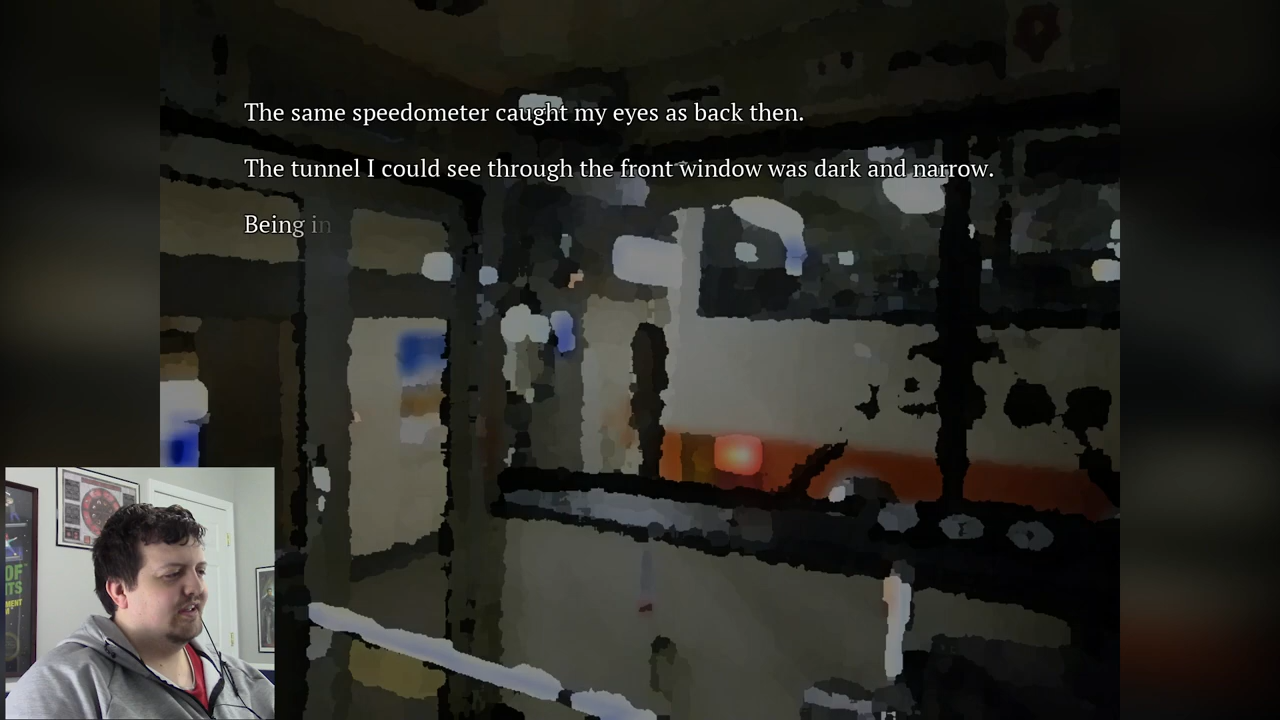 The same speedometer caught my eyes as back then.
The tunnel I could see through the front window was dark and narrow.
Being in